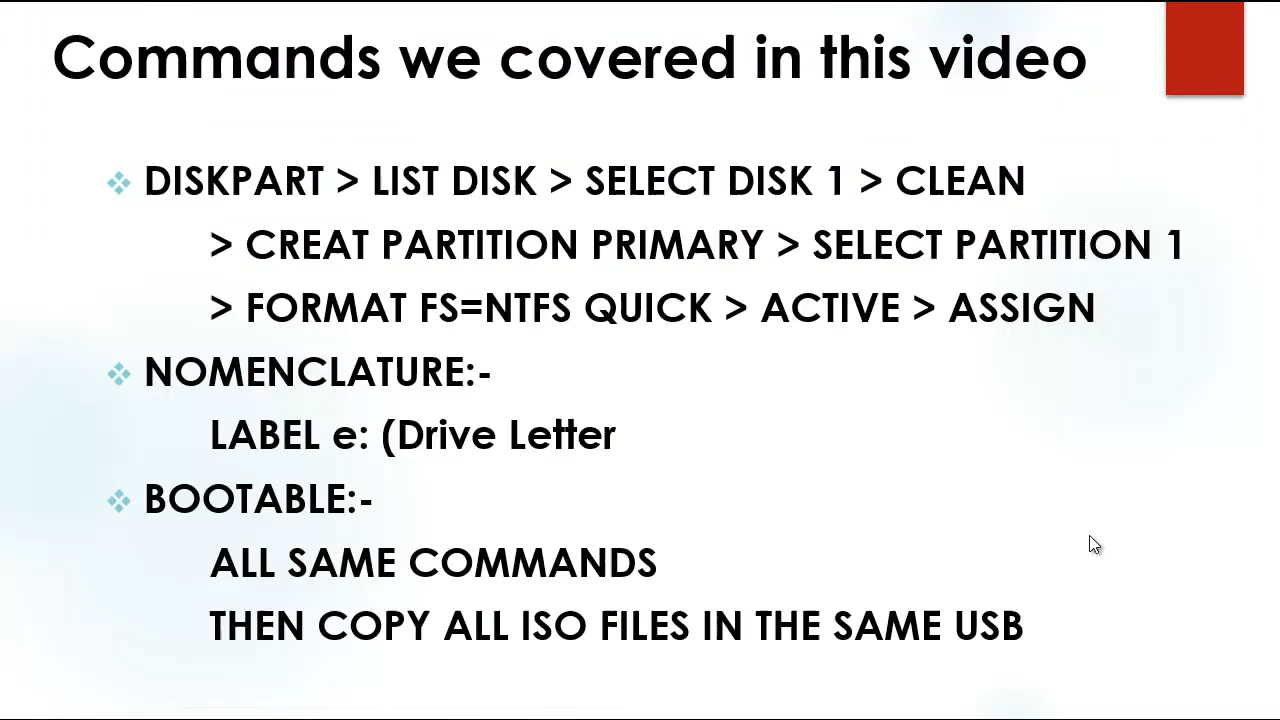 Commands we covered in this video
DISKPART > LIST DISK > SELECT DISK 1 > CLEAN
> CREAT PARTITION PRIMARY > SELECT PARTITION 1
> FORMAT FS=NTFS QUICK > ACTIVE > ASSIGN
NOMENCLATURE:-
LABEL e: (Drive Letter
BOOTABLE:-
ALL SAME COMMANDS
THEN COPY ALL ISO FILES IN THE SAME USB